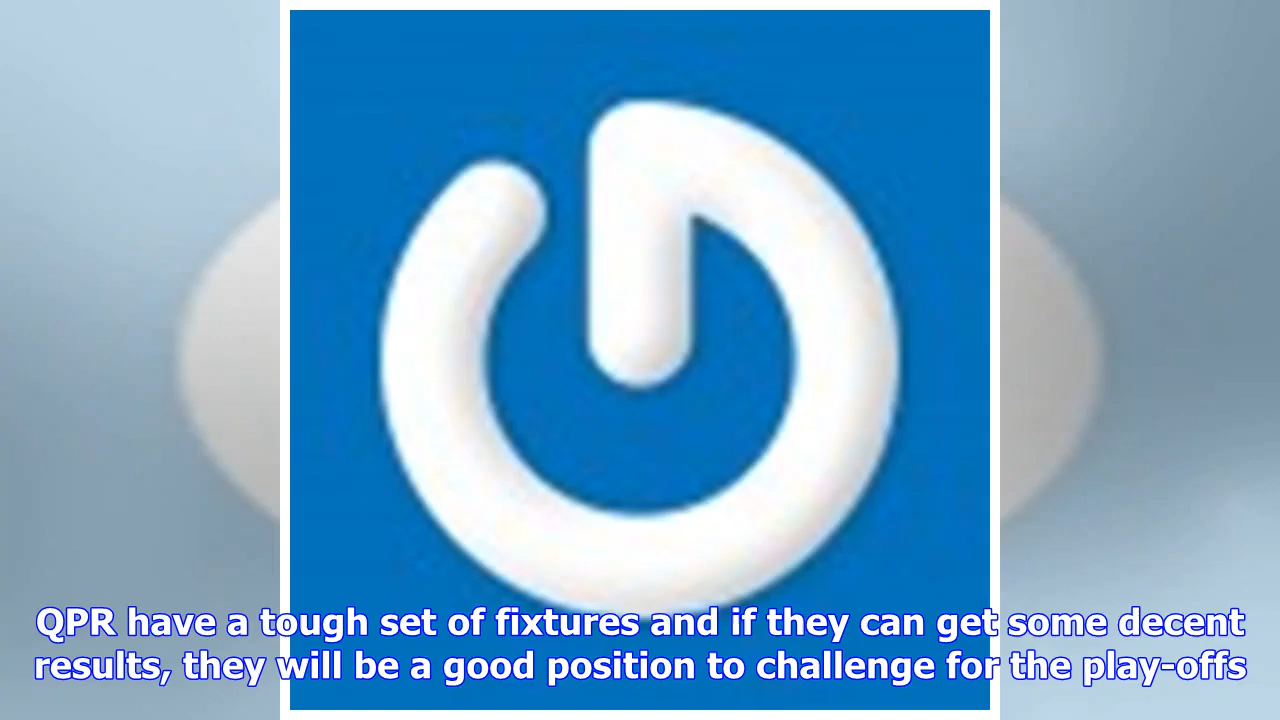 QPR have a tough set of fixtures and if they can get some decent
results, they will be a good position to challenge for the play-offs